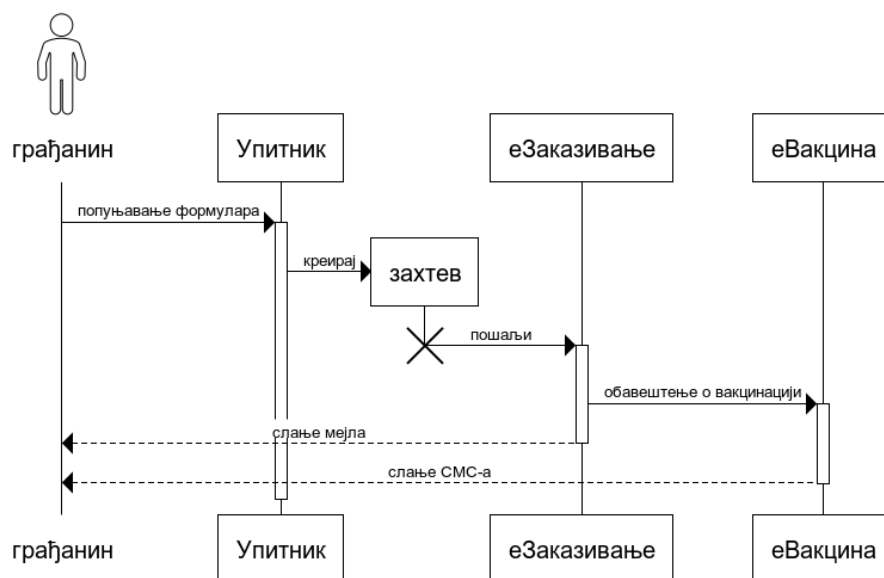 грађанин
Упитник
еЗаказивање
еВакцина
попуњавање формулара
креирај
захтев
пошаљи
обавештење о вакцинацији
слање мејла
слање СМС-а
грађанин
Упитник
еЗаказивање
еВакцина